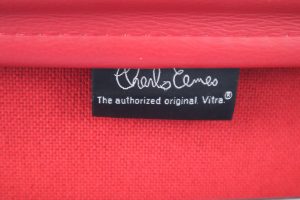 Charles Eames
The authorized original. Vitra.®